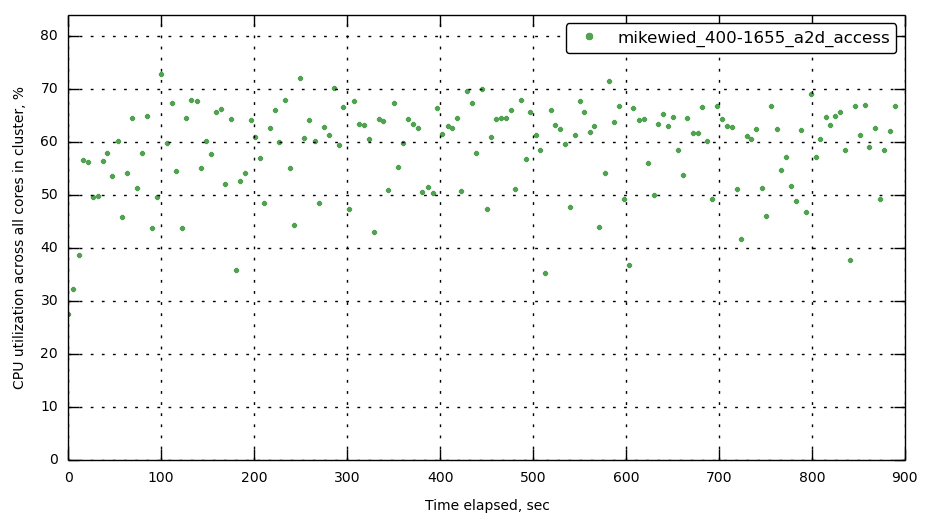 80
70
60
50
40
30
20
10
0
CPU utilization across all cores in cluster, %
mikewied_400-1655_a2d_access
0 100 200 300 400 500 600 700 800 900
Time elapsed, sec